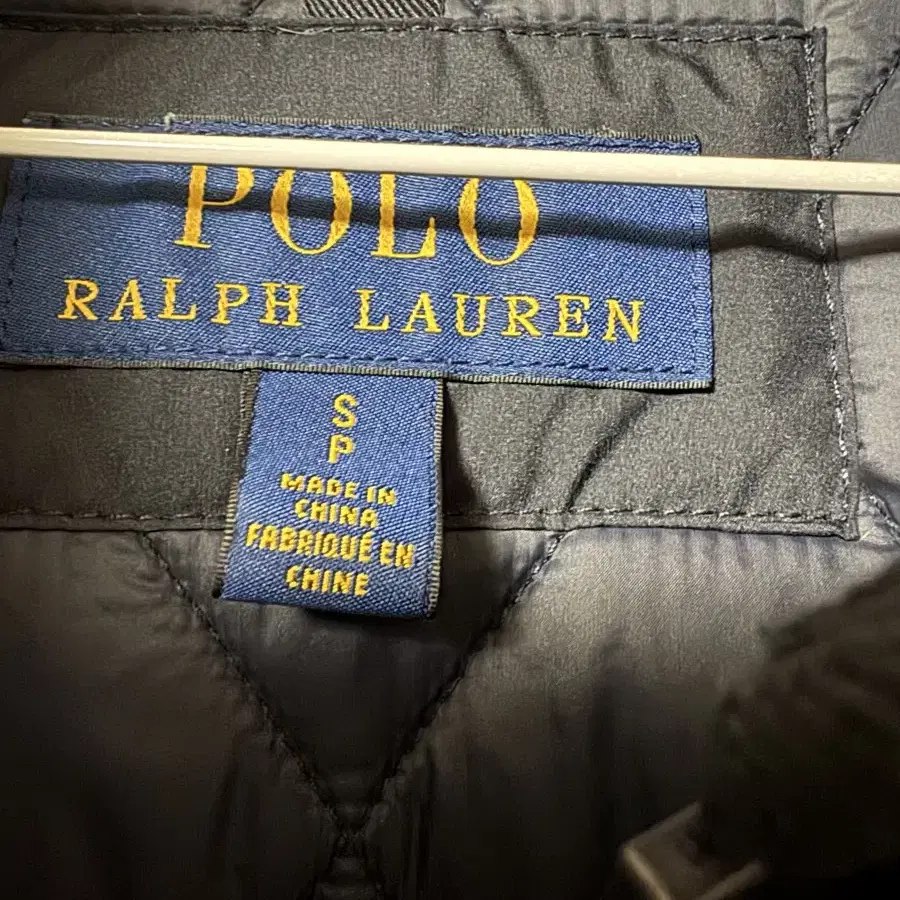 POLO
RALPH LAUREN
S
P
MADE IN
CHINA
FABRIQUÉ EN
CHINE